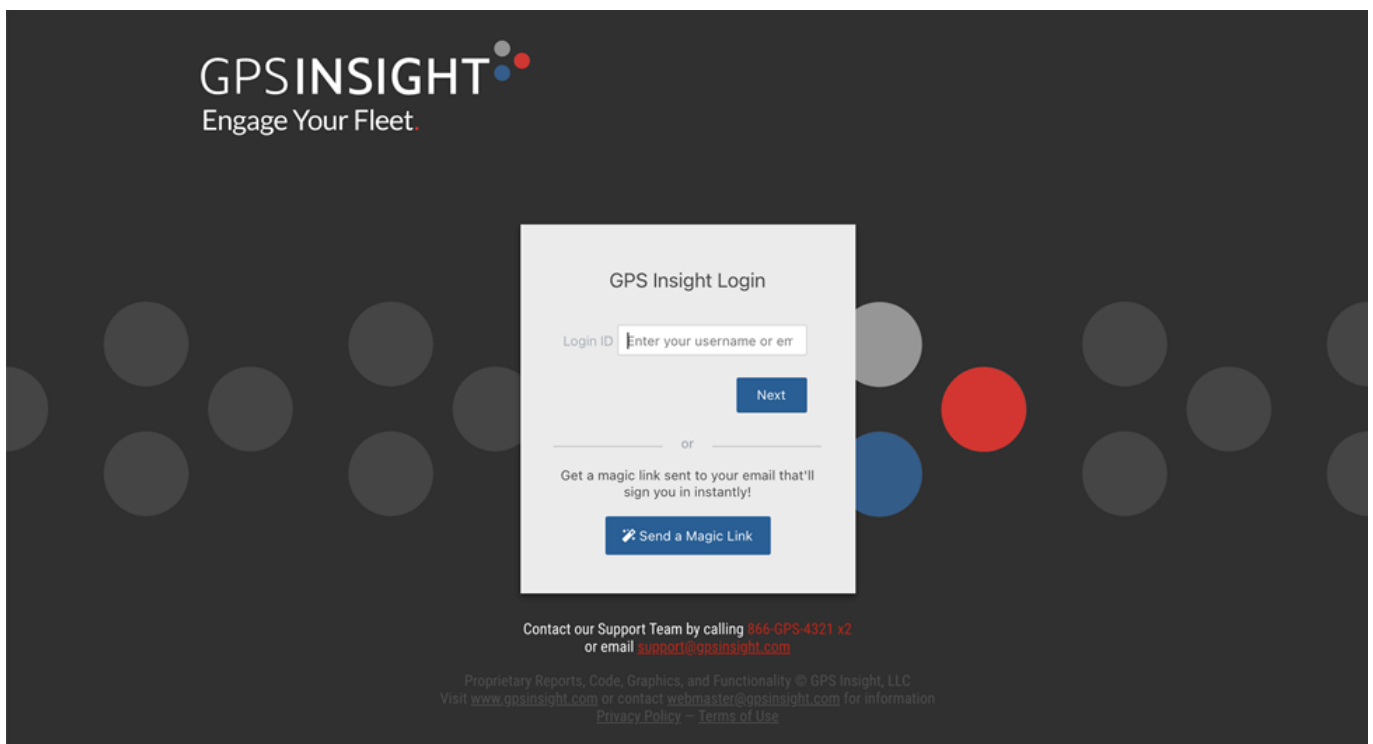 GPSINSIGHT
Engage Your Fleet.
GPS Insight Login
Login ID Enter your username or em
Next
or
Get a magic link sent to your email that'll
sign you in instantly!
Send a Magic Link
Contact our Support Team by calling 866-GPS-4321 x2
or email support@gpsinsight.com
Proprietary Reports, Code, Graphics, and Functionality © GPS Insight, LLC
Visit www.gpsinsight.com or contact webmaster@gpsinsight.com for information
Privacy Policy — Terms of Use